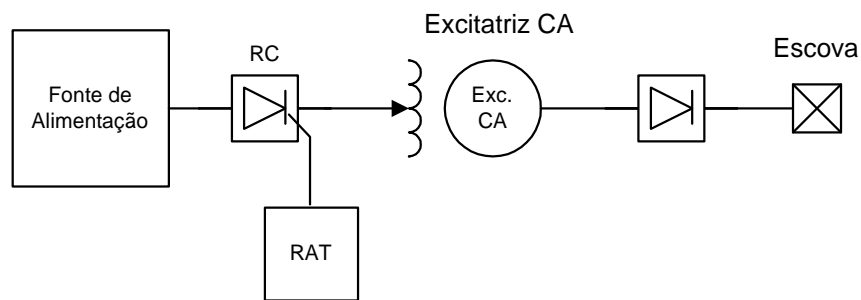 Excitatriz CA
Escova
RC
Fonte de
Alimentação
Exc.
CA
RAT